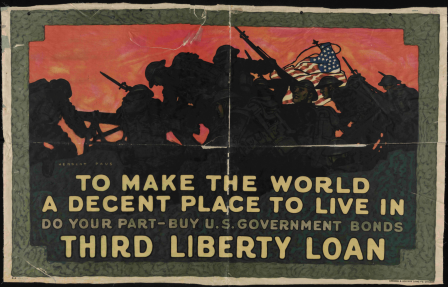 TO MAKE THE WORLD
A DECENT PLACE TO LIVE IN
DO YOUR PART-BUY U.S. GOVERNMENT BONDS
THIRD LIBERTY LOAN